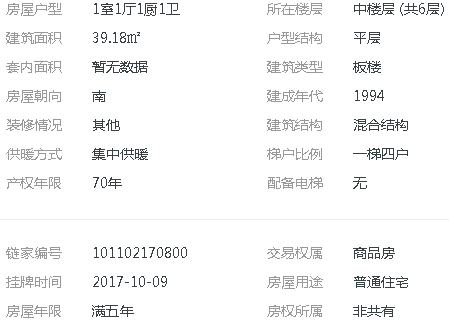 房屋户型 1室1厅1厨1卫 所在楼层 中楼层 (共6层)
建筑面积 39.18㎡ 户型结构 平层
套内面积 暂无数据 建筑类型 板楼
房屋朝向 南 建成年代 1994
装修情况 其他 建筑结构 混合结构
供暖方式 集中供暖 梯户比例 一梯四户
产权年限 70年 配备电梯 无
链家编号 101102170800 交易权属 商品房
挂牌时间 2017-10-09 房屋用途 普通住宅
房屋年限 满五年 房权所属 非共有